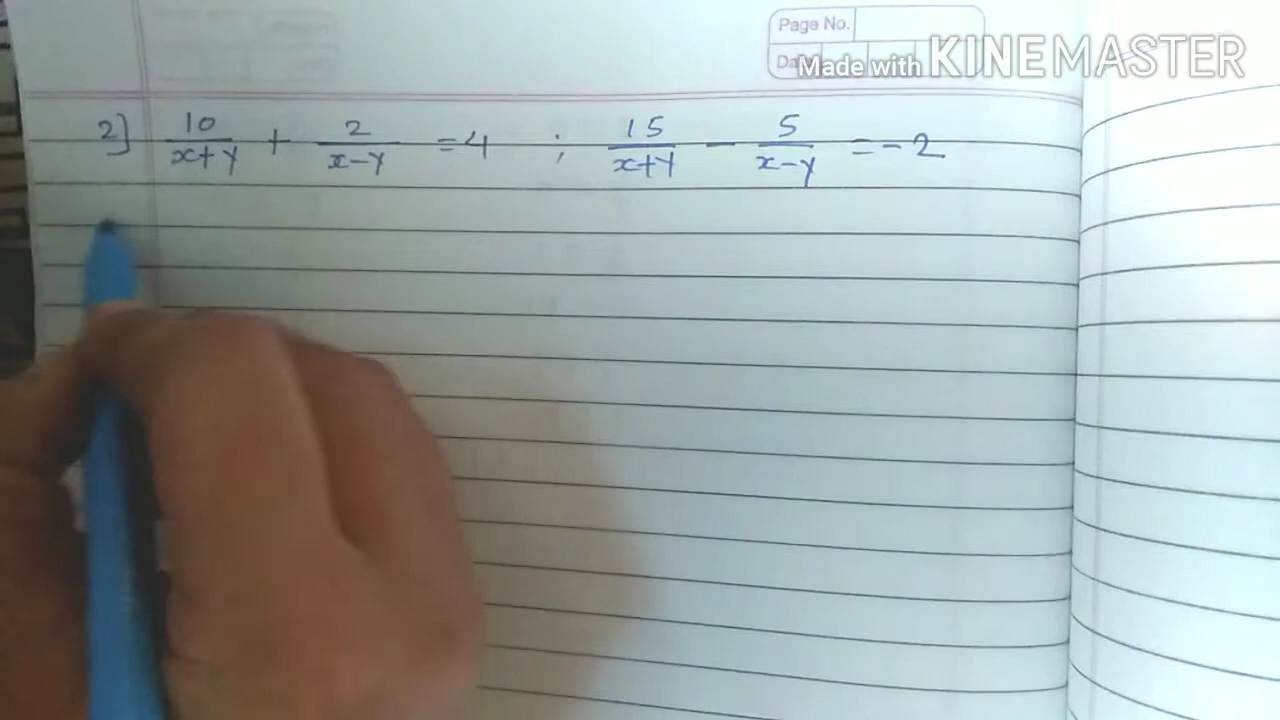 Page No.
Made with KINEMASTER
2] 10/(x+y) + 2/(x-y) = 4 ; 15/(x+y) - 5/(x-y) = -2